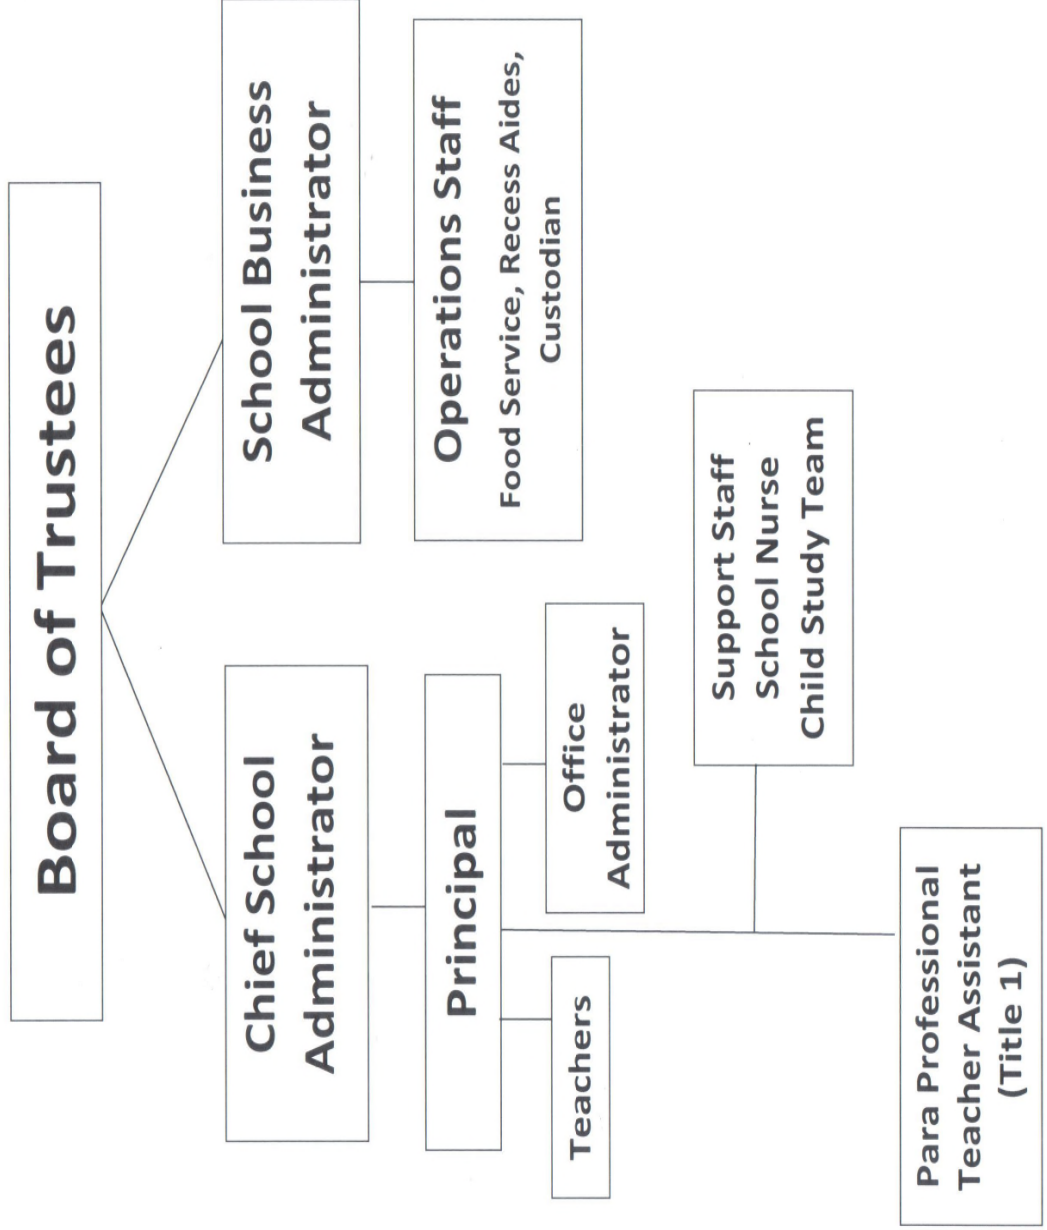 Board of Trustees
Chief School
Administrator
School Business
Administrator
Principal
Operations Staff
Food Service, Recess Aides,
Custodian
Teachers
Office
Administrator
Support Staff
School Nurse
Child Study Team
Para Professional
Teacher Assistant
(Title 1)